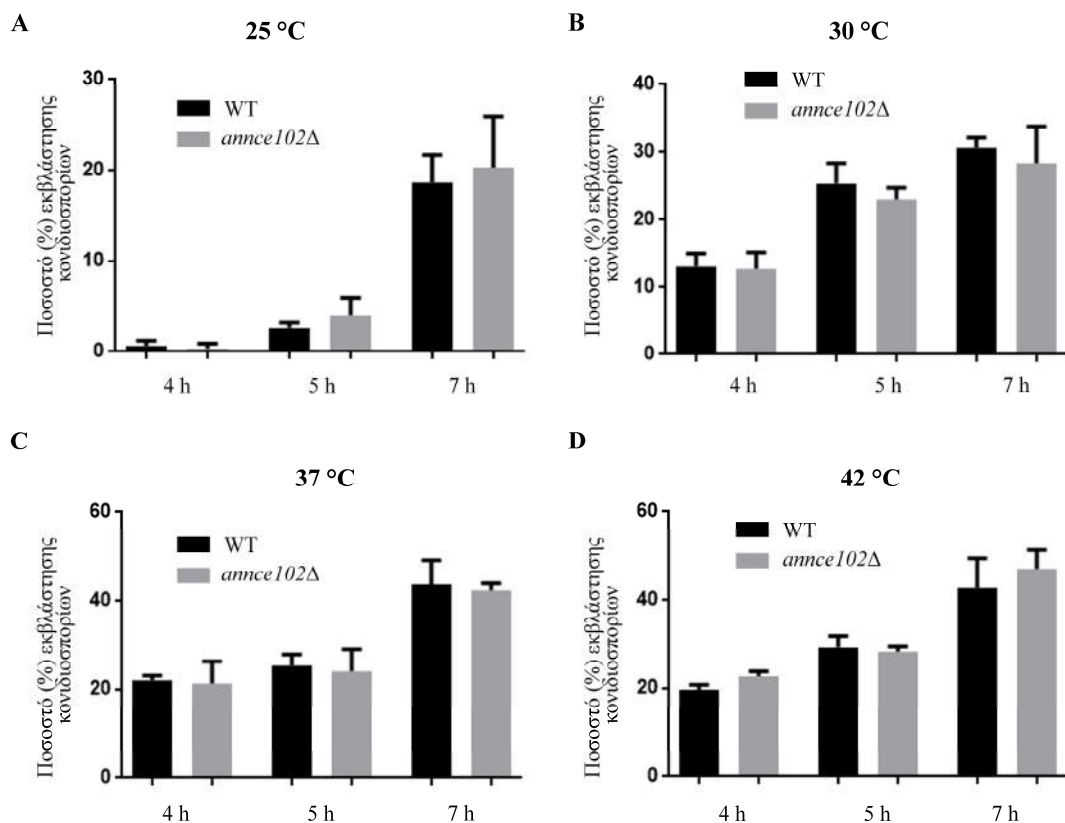 A
25 °C
Ποσοστό (%) εκβλάστησης
κονιδιοσπορίων
30
20
10
0
WT
annce102Δ
4 h
5 h
7 h
B
30 °C
Ποσοστό (%) εκβλάστησης
κονιδιοσπορίων
40
30
20
10
0
WT
annce102Δ
4 h
5 h
7 h
C
37 °C
Ποσοστό (%) εκβλάστησης
κονιδιοσπορίων
60
40
20
0
WT
annce102Δ
4 h
5 h
7 h
D
42 °C
Ποσοστό (%) εκβλάστησης
κονιδιοσπορίων
60
40
20
0
WT
annce102Δ
4 h
5 h
7 h